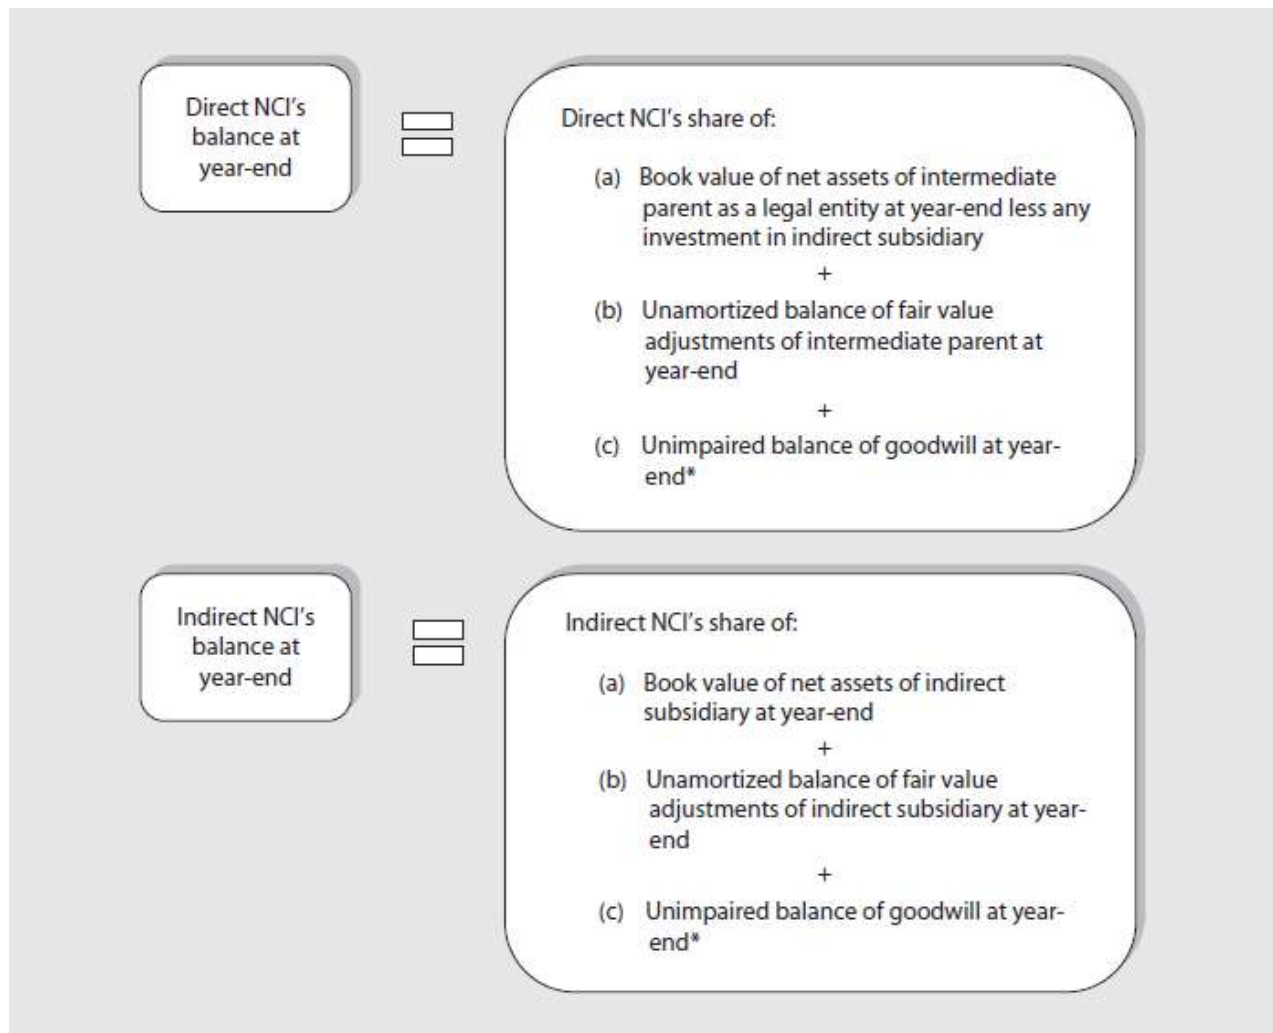 Direct NCI's
balance at
year-end
Direct NCI's share of:
(a) Book value of net assets of intermediate
parent as a legal entity at year-end less any
investment in indirect subsidiary
+
(b) Unamortized balance of fair value
adjustments of intermediate parent at
year-end
+
(c) Unimpaired balance of goodwill at year-
end*
Indirect NCI's
balance at
year-end
Indirect NCI's share of:
(a) Book value of net assets of indirect
subsidiary at year-end
+
(b) Unamortized balance of fair value
adjustments of indirect subsidiary at year-
end
+
(c) Unimpaired balance of goodwill at year-
end*